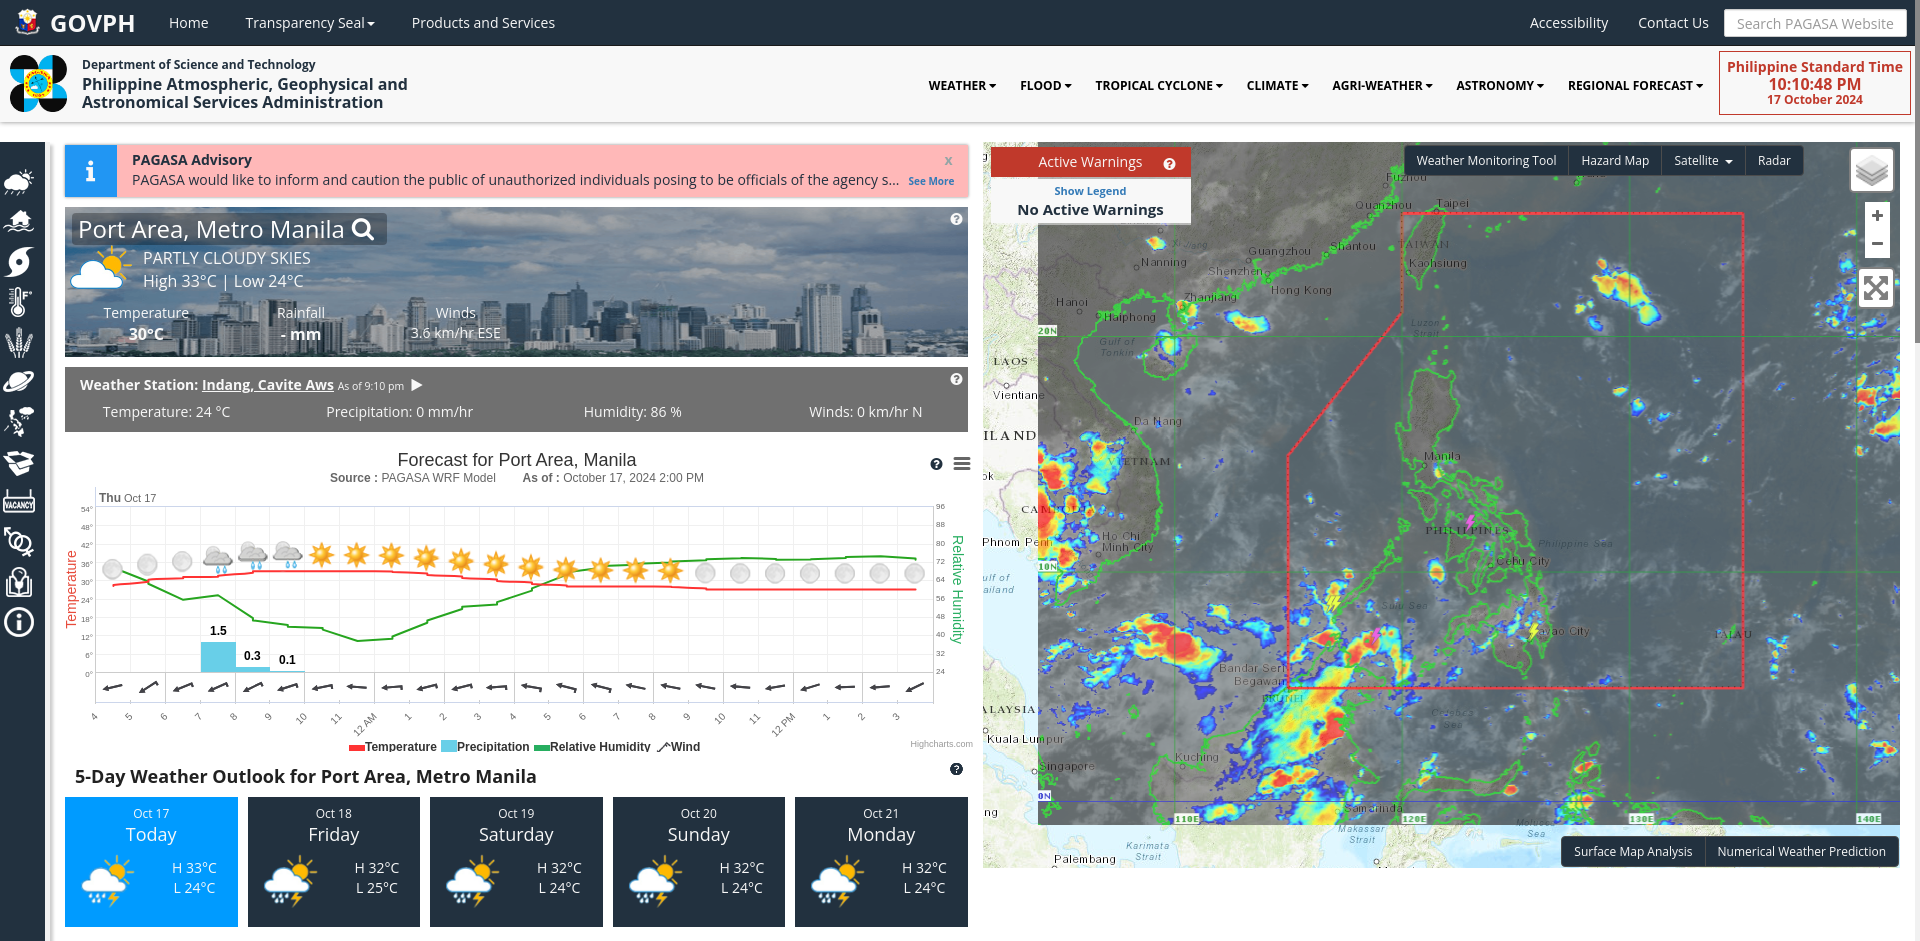 GOVPH
Home
Transparency Seal
Products and Services
Accessibility
Contact Us
Search PAGASA Website
Department of Science and Technology
Philippine Atmospheric, Geophysical and
Astronomical Services Administration
WEATHER
FLOOD
TROPICAL CYCLONE
CLIMATE
AGRI-WEATHER
ASTRONOMY
REGIONAL FORECAST
Philippine Standard Time
10:10:48 PM
17 October 2024
PAGASA Advisory
x
PAGASA would like to inform and caution the public of unauthorized individuals posing to be officials of the agency s... See More
Port Area, Metro Manila
PARTLY CLOUDY SKIES
High 33°C | Low 24°C
Temperature
30°C
Rainfall
- mm
Winds
3.6 km/hr ESE
Weather Station: Indang, Cavite Aws As of 9:10 pm
Temperature: 24 °C
Precipitation: 0 mm/hr
Humidity: 86 %
Winds: 0 km/hr N
VACANCY
Forecast for Port Area, Manila
Source : PAGASA WRF Model As of : October 17, 2024 2:00 PM
Thu Oct 17
Temperature
54°
48°
42°
36°
30°
24°
18°
12°
6°
0°
1.5
0.3
0.1
96
88
80
72
64
56
48
40
32
24
Relative Humidity
4 5 6 7 8 9 10 11 12 AM 1 2 3 4 5 6 7 8 9 10 11 12 PM 1 2 3
Temperature Precipitation Relative Humidity Wind
Highcharts.com
5-Day Weather Outlook for Port Area, Metro Manila
Oct 17
Today
H 33°C
L 24°C
Oct 18
Friday
H 32°C
L 25°C
Oct 19
Saturday
H 32°C
L 24°C
Oct 20
Sunday
H 32°C
L 24°C
Oct 21
Monday
H 32°C
L 24°C
Active Warnings
Show Legend
No Active Warnings
Weather Monitoring Tool
Hazard Map
Satellite
Radar
+
−
Fuzhou
Quanzhou
Taipei
Guangzhou
Shantou
TAIWAN
Nanning
Shenzhen
Kaohsiung
Hong Kong
Hanoi
Zhanjiang
Haiphong
20N
Luzon
Strait
Gulf of
Tonkin
LAOS
Vientiane
Da Nang
ILAND
VIETNAM
Manila
ok
PHILIPPINES
Phnom Penh
Ho Chi
Minh City
Philippine Sea
Cebu City
10N
ulf of
ailand
Sulu Sea
Davao City
PALAU
Bandar Seri
Begawan
BRUNEI
ALAYSIA
Celebes
Sea
Kuala Lumpur
Kuching
Singapore
0N
Samarinda
110E
120E
130E
140E
ng
Makassar
Strait
Sea
Karimata
Strait
Palembang
Surface Map Analysis
Numerical Weather Prediction